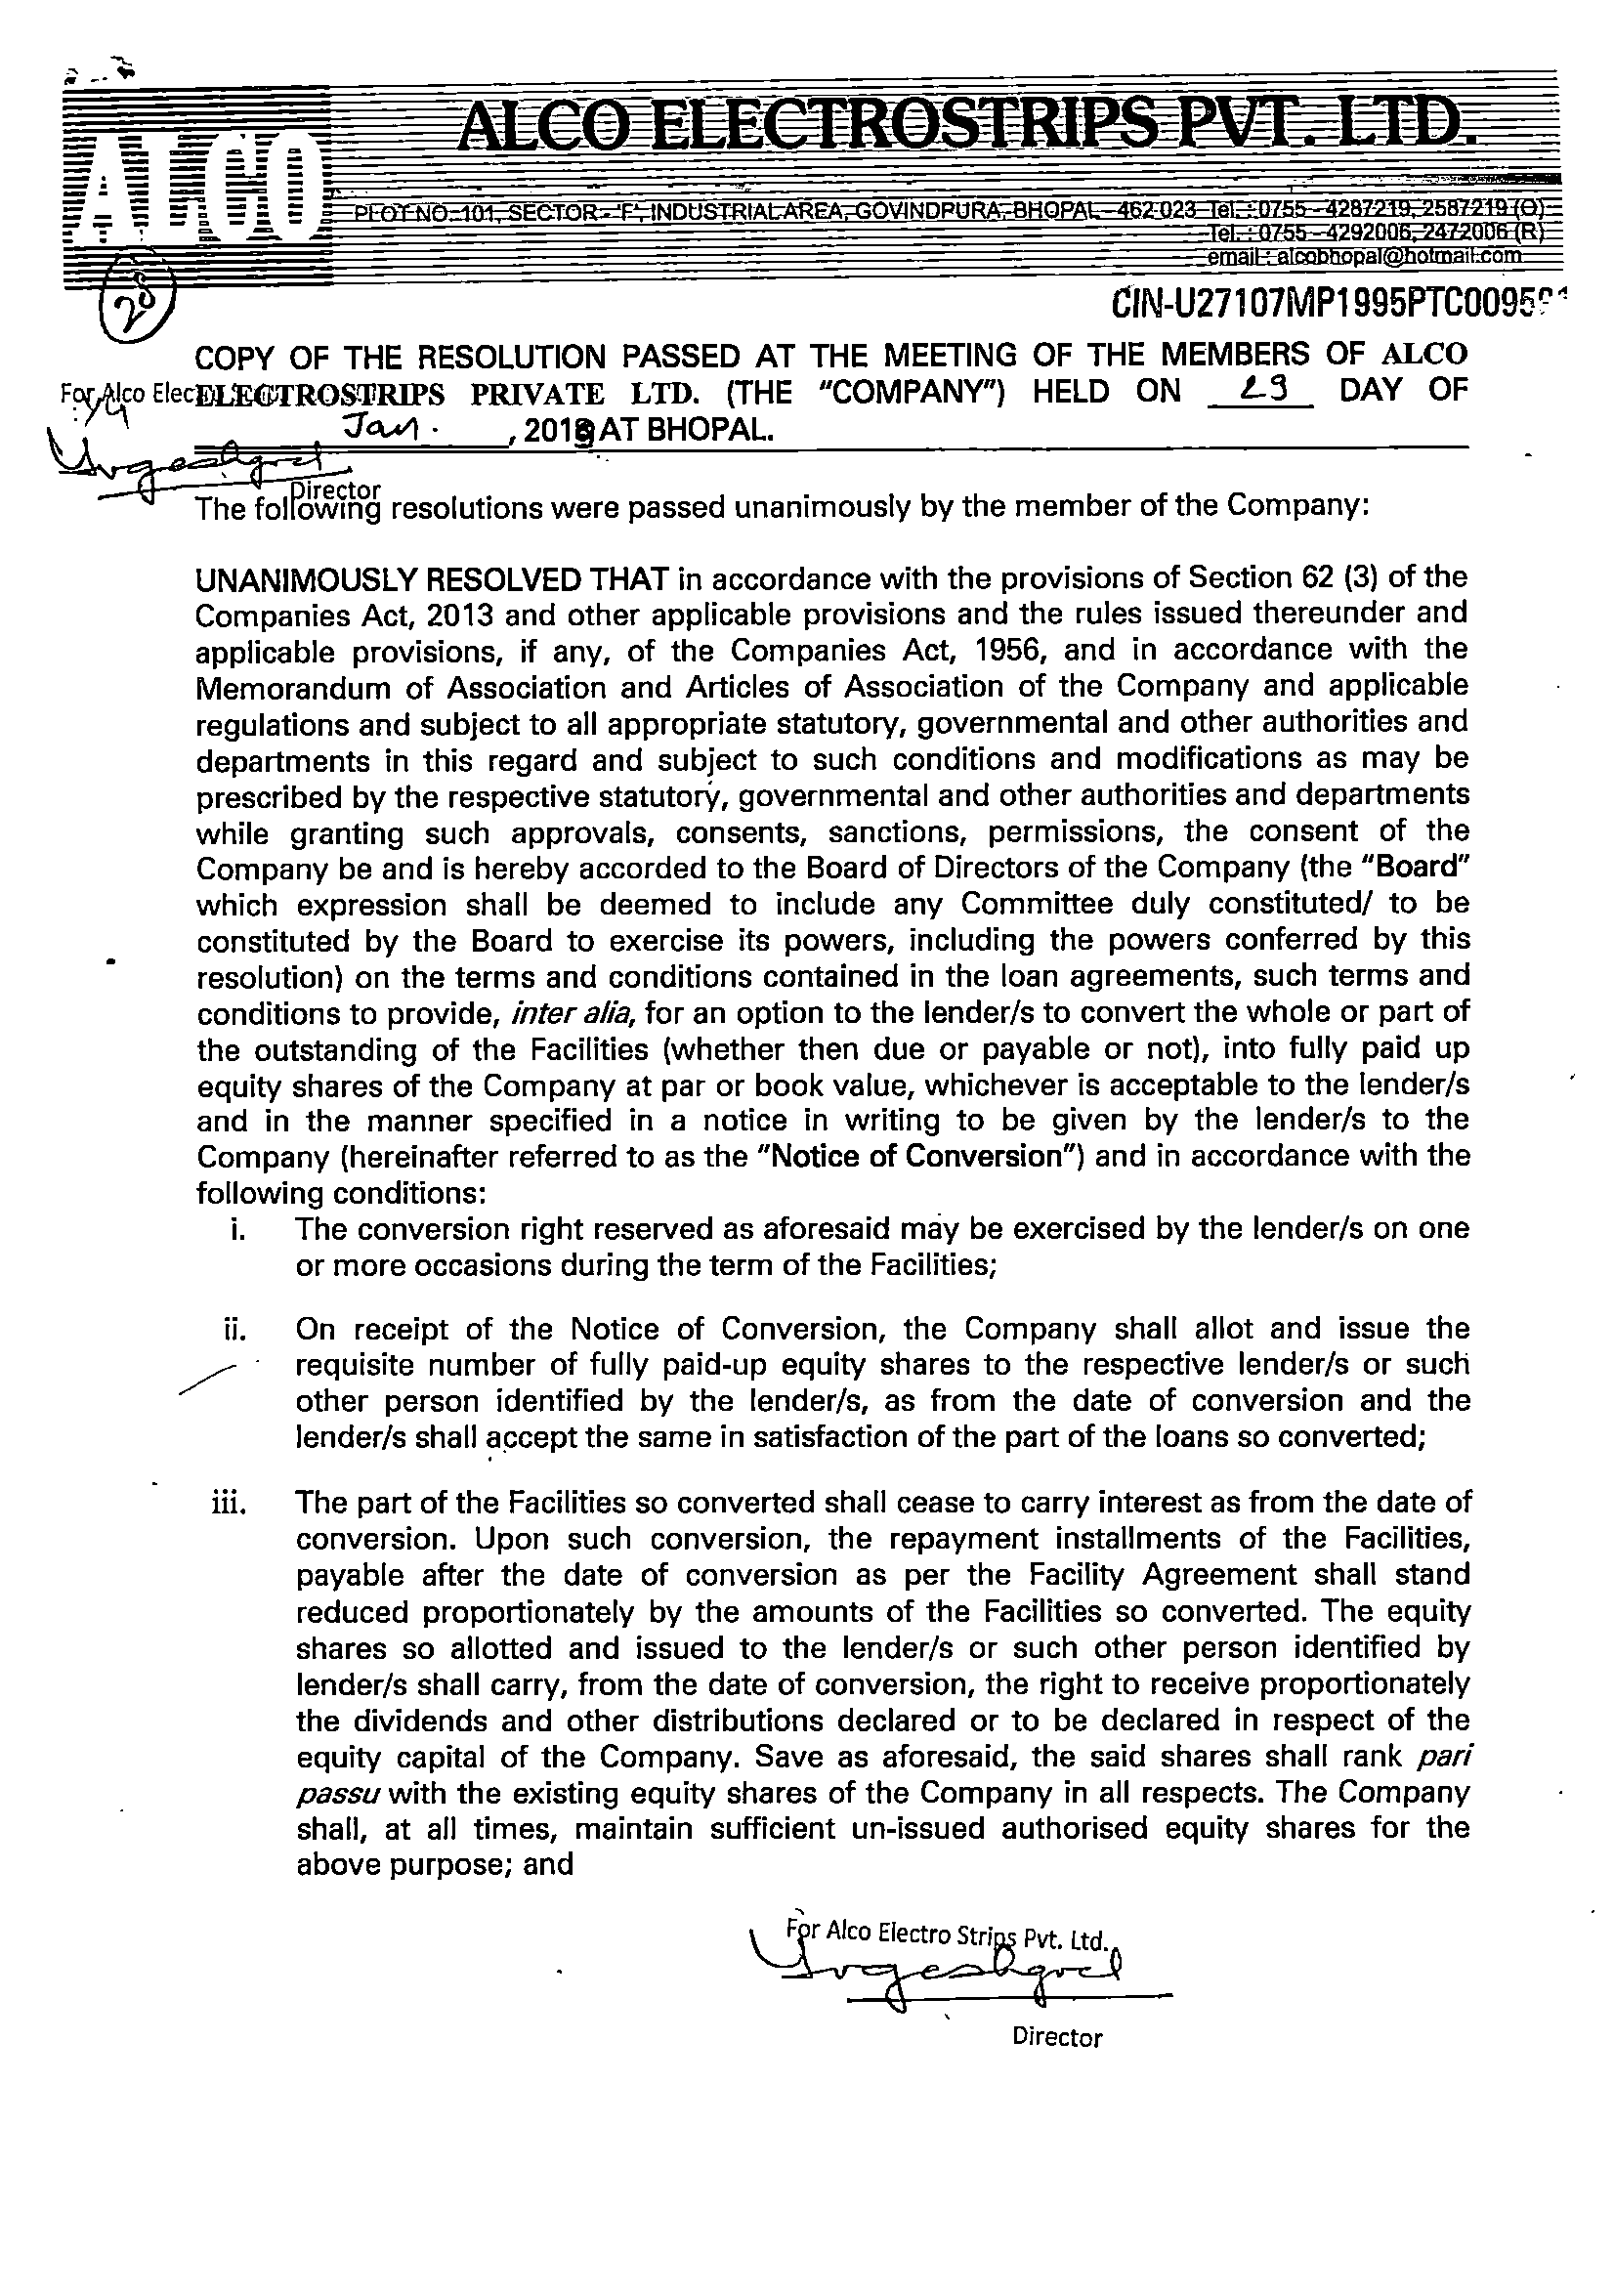 ALCO
ALCO ELECTROSTRIPS PVT. LTD.
PLOT NO. 101, SECTOR - 'F', INDUSTRIAL AREA, GOVINDPURA, BHOPAL - 462 023 Tel. : 0755 - 4287219, 2587219 (O)
Tel. : 0755 - 4292006, 2472006 (R)
email : alcobhopal@hotmail.com
28
COPY OF THE RESOLUTION PASSED AT THE MEETING OF THE MEMBERS OF ALCO
For Alco
ELECTROSTRIPS PRIVATE LTD. (THE "COMPANY") HELD ON 23 DAY OF
Jan. , 2018 AT BHOPAL.
Director
The following resolutions were passed unanimously by the member of the Company:
UNANIMOUSLY RESOLVED THAT in accordance with the provisions of Section 62 (3) of the
Companies Act, 2013 and other applicable provisions and the rules issued thereunder and
applicable provisions, if any, of the Companies Act, 1956, and in accordance with the
Memorandum of Association and Articles of Association of the Company and applicable
regulations and subject to all appropriate statutory, governmental and other authorities and
departments in this regard and subject to such conditions and modifications as may be
prescribed by the respective statutory, governmental and other authorities and departments
while granting such approvals, consents, sanctions, permissions, the consent of the
Company be and is hereby accorded to the Board of Directors of the Company (the "Board"
which expression shall be deemed to include any Committee duly constituted/ to be
constituted by the Board to exercise its powers, including the powers conferred by this
resolution) on the terms and conditions contained in the loan agreements, such terms and
conditions to provide, inter alia, for an option to the lender/s to convert the whole or part of
the outstanding of the Facilities (whether then due or payable or not), into fully paid up
equity shares of the Company at par or book value, whichever is acceptable to the lender/s
and in the manner specified in a notice in writing to be given by the lender/s to the
Company (hereinafter referred to as the "Notice of Conversion") and in accordance with the
following conditions:
i. The conversion right reserved as aforesaid may be exercised by the lender/s on one
or more occasions during the term of the Facilities;
ii. On receipt of the Notice of Conversion, the Company shall allot and issue the
requisite number of fully paid-up equity shares to the respective lender/s or such
other person identified by the lender/s, as from the date of conversion and the
lender/s shall accept the same in satisfaction of the part of the loans so converted;
iii. The part of the Facilities so converted shall cease to carry interest as from the date of
conversion. Upon such conversion, the repayment installments of the Facilities,
payable after the date of conversion as per the Facility Agreement shall stand
reduced proportionately by the amounts of the Facilities so converted. The equity
shares so allotted and issued to the lender/s or such other person identified by
lender/s shall carry, from the date of conversion, the right to receive proportionately
the dividends and other distributions declared or to be declared in respect of the
equity capital of the Company. Save as aforesaid, the said shares shall rank pari
passu with the existing equity shares of the Company in all respects. The Company
shall, at all times, maintain sufficient un-issued authorised equity shares for the
above purpose; and
For Alco Electro Strips Pvt. Ltd.
Director